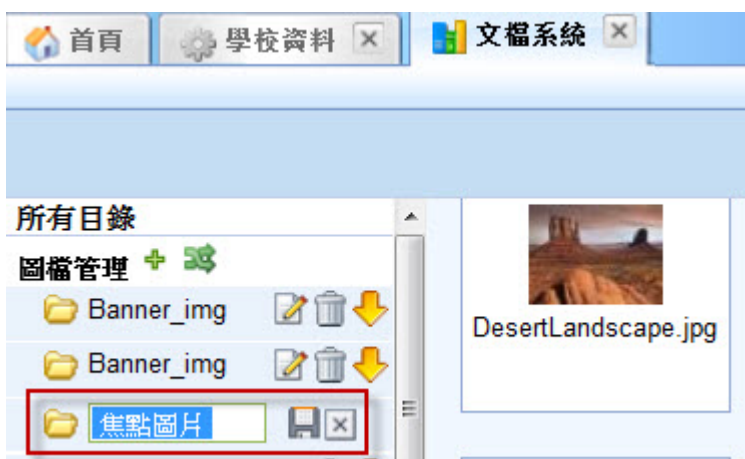 首頁 學校資料 文檔系統
所有目錄
圖檔管理
Banner_img
Banner_img
焦點圖片
DesertLandscape.jpg